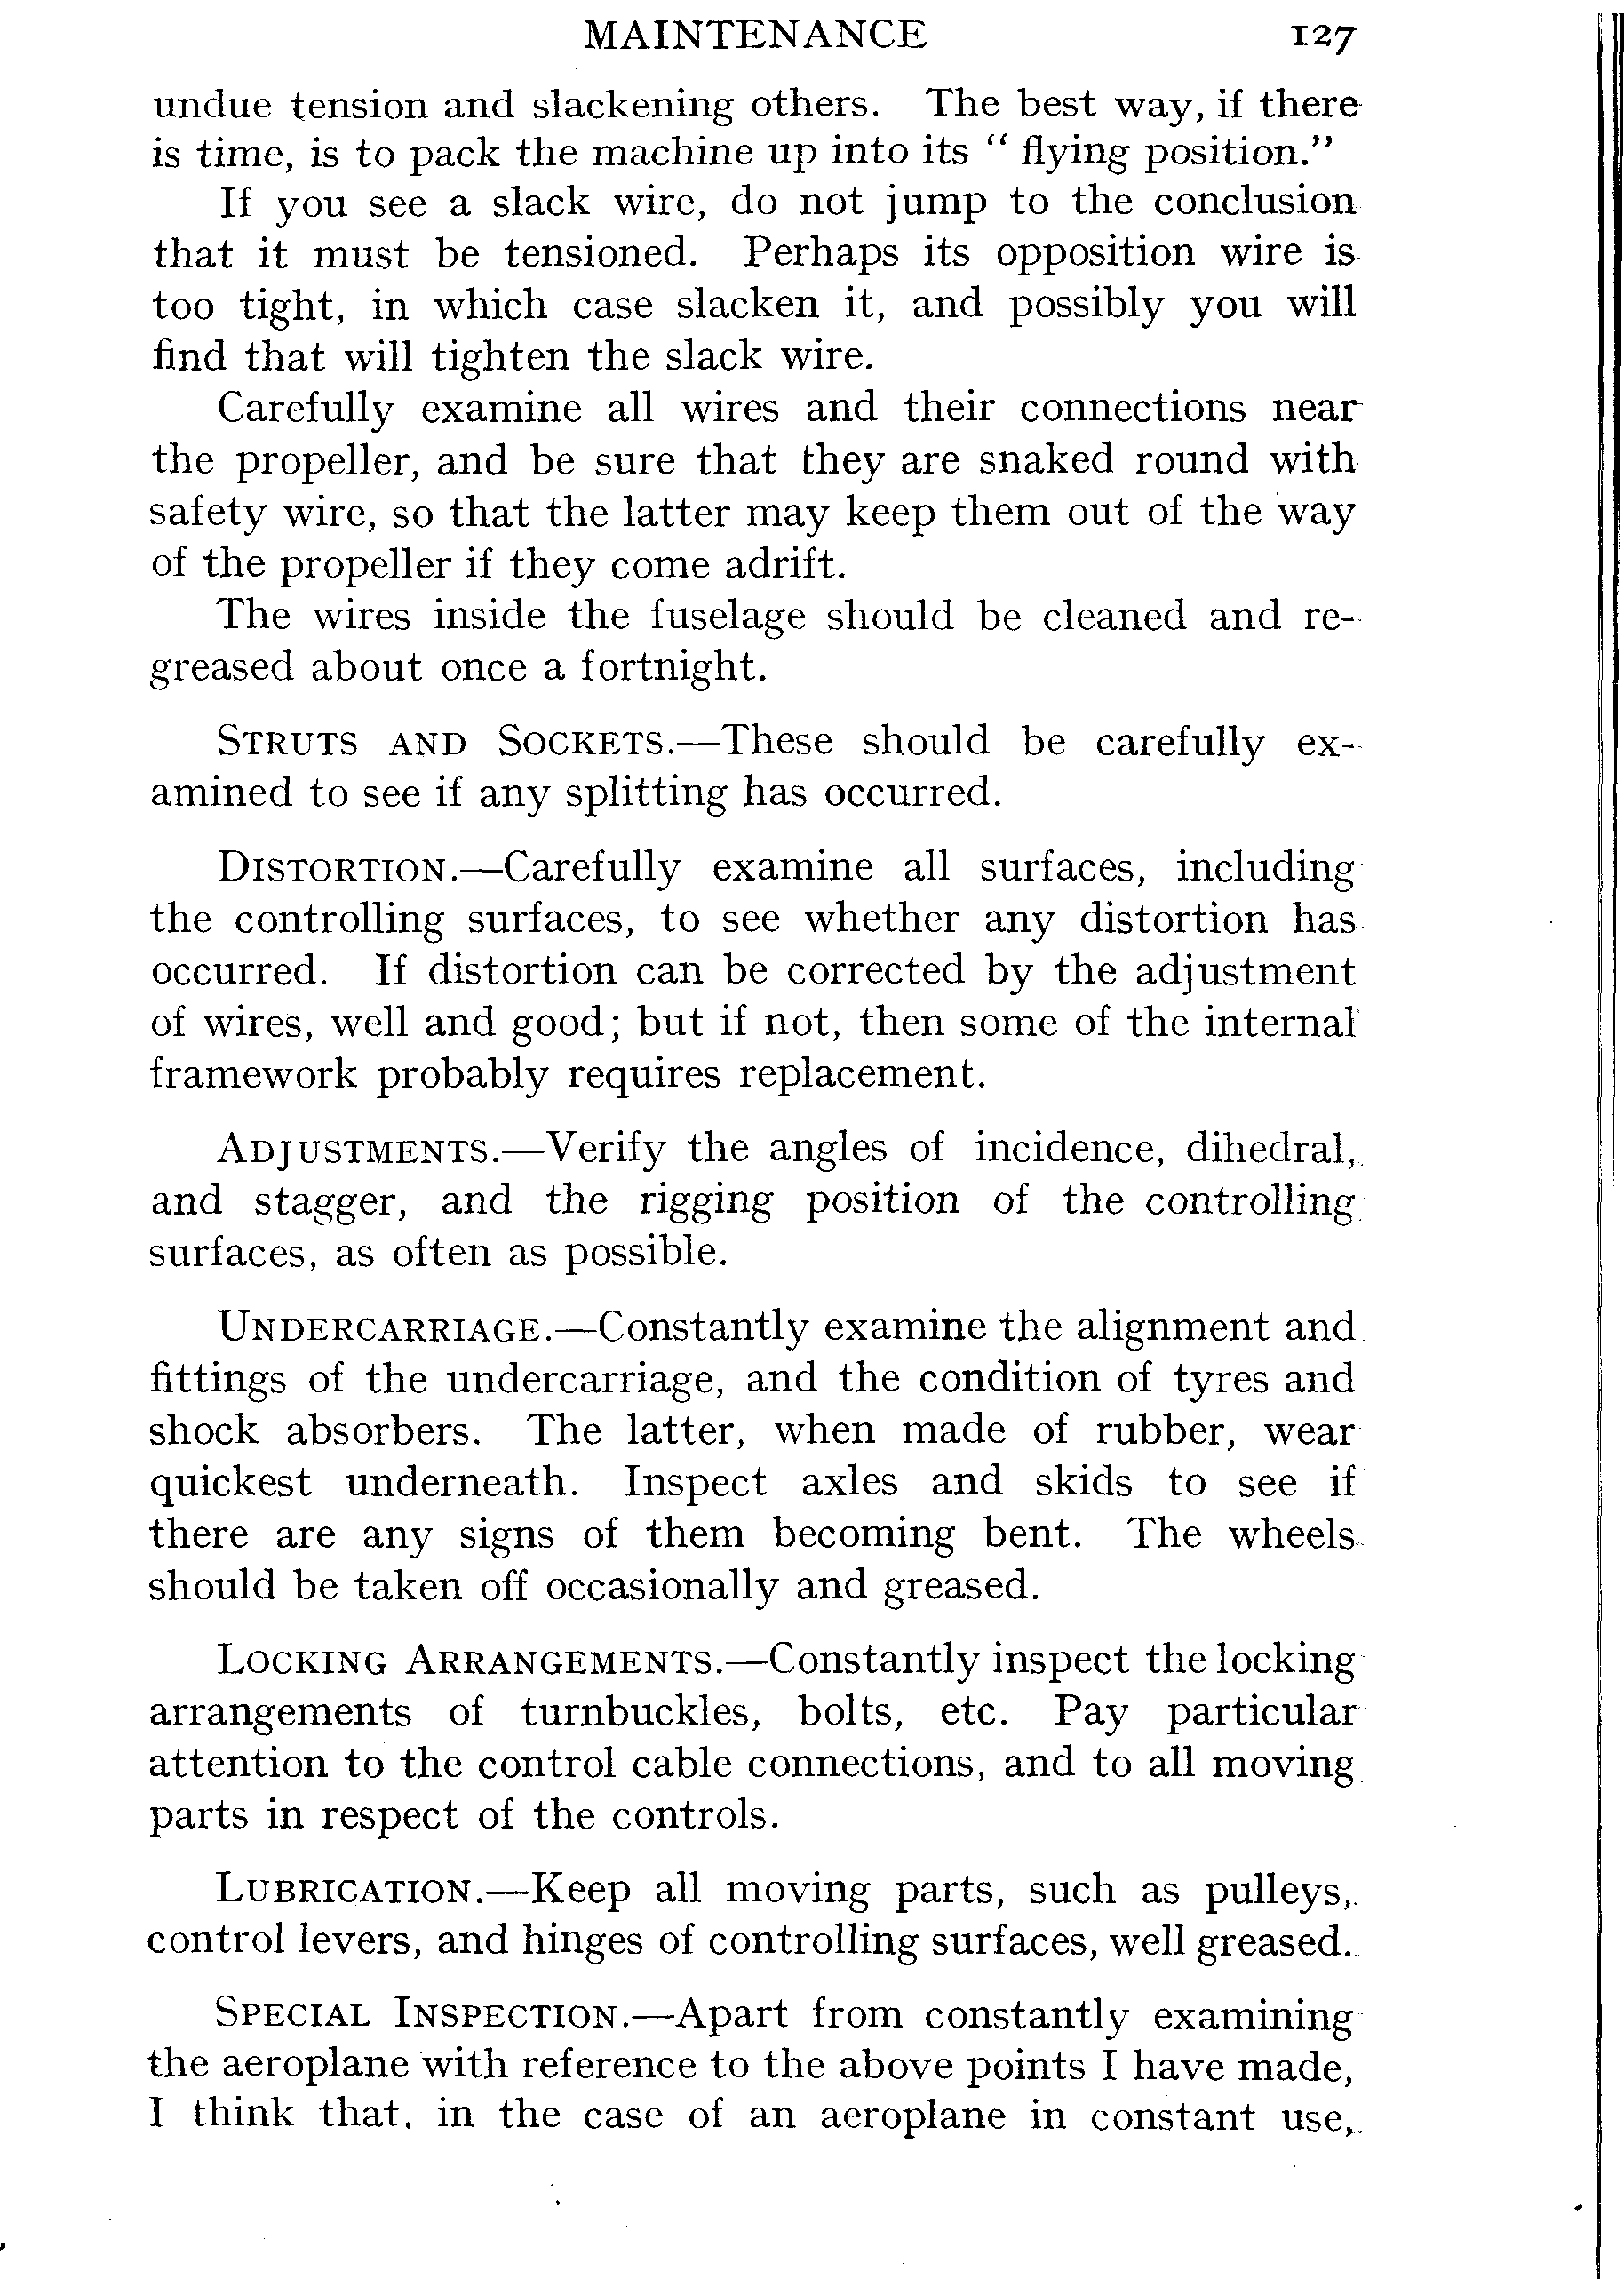 MAINTENANCE 127
undue tension and slackening others. The best way, if there
is time, is to pack the machine up into its “ flying position.”
If you see a slack wire, do not jump to the conclusion
that it must be tensioned. Perhaps its opposition wire is
too tight, in which case slacken it, and possibly you will
find that will tighten the slack wire.
Carefully examine all wires and their connections near
the propeller, and be sure that they are snaked round with
safety wire, so that the latter may keep them out of the way
of the propeller if they come adrift.
The wires inside the fuselage should be cleaned and re-
greased about once a fortnight.
STRUTS AND SOCKETS.—These should be carefully ex-
amined to see if any splitting has occurred.
DISTORTION.—Carefully examine all surfaces, including
the controlling surfaces, to see whether any distortion has
occurred. If distortion can be corrected by the adjustment
of wires, well and good; but if not, then some of the internal
framework probably requires replacement.
ADJUSTMENTS.—Verify the angles of incidence, dihedral,
and stagger, and the rigging position of the controlling
surfaces, as often as possible.
UNDERCARRIAGE.—Constantly examine the alignment and
fittings of the undercarriage, and the condition of tyres and
shock absorbers. The latter, when made of rubber, wear
quickest underneath. Inspect axles and skids to see if
there are any signs of them becoming bent. The wheels
should be taken off occasionally and greased.
LOCKING ARRANGEMENTS.—Constantly inspect the locking
arrangements of turnbuckles, bolts, etc. Pay particular
attention to the control cable connections, and to all moving
parts in respect of the controls.
LUBRICATION.—Keep all moving parts, such as pulleys,
control levers, and hinges of controlling surfaces, well greased.
SPECIAL INSPECTION.—Apart from constantly examining
the aeroplane with reference to the above points I have made,
I think that. in the case of an aeroplane in constant use,